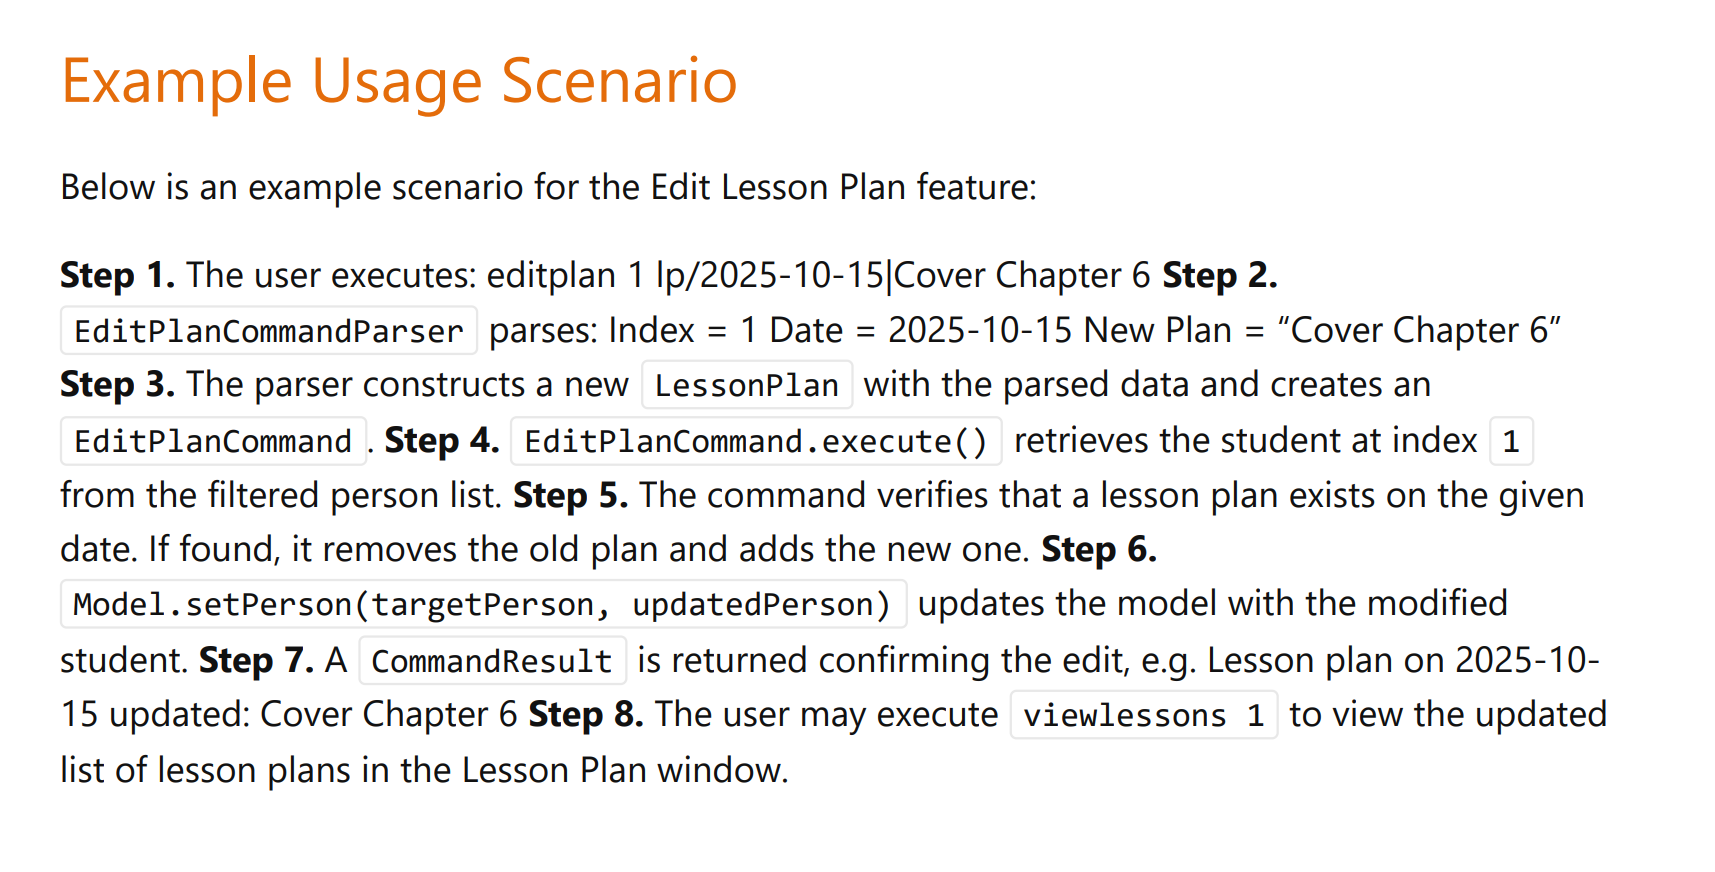 Example Usage Scenario
Below is an example scenario for the Edit Lesson Plan feature:
Step 1. The user executes: editplan 1 lp/2025-10-15|Cover Chapter 6 Step 2.
EditPlanCommandParser parses: Index = 1 Date = 2025-10-15 New Plan = “Cover Chapter 6”
Step 3. The parser constructs a new LessonPlan with the parsed data and creates an
EditPlanCommand. Step 4. EditPlanCommand.execute() retrieves the student at index 1
from the filtered person list. Step 5. The command verifies that a lesson plan exists on the given
date. If found, it removes the old plan and adds the new one. Step 6.
Model.setPerson(targetPerson, updatedPerson) updates the model with the modified
student. Step 7. A CommandResult is returned confirming the edit, e.g. Lesson plan on 2025-10-
15 updated: Cover Chapter 6 Step 8. The user may execute viewlessons 1 to view the updated
list of lesson plans in the Lesson Plan window.